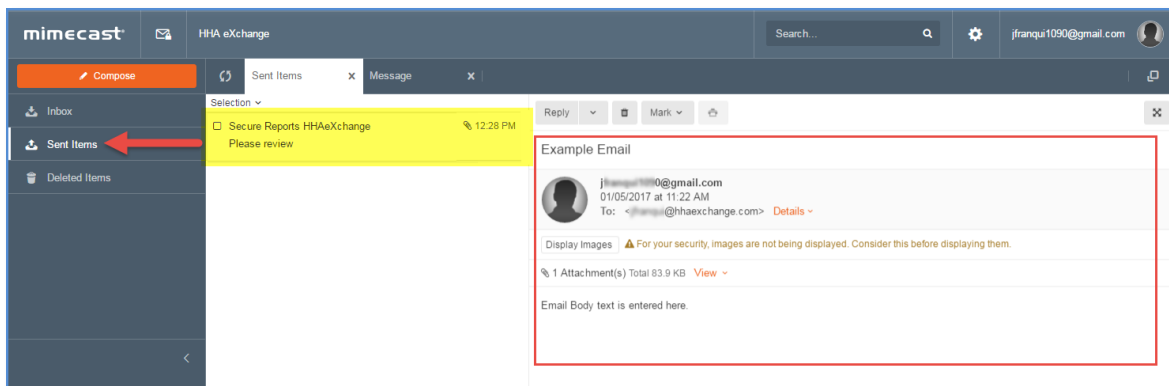 mimecast
HHA eXchange
Search...
jfranqui1090@gmail.com
Compose
Inbox
Sent Items
Deleted Items
Sent Items x Message x
Selection
Secure Reports HHAeXchange 12:28 PM
Please review
Reply Mark
Example Email
0@gmail.com
01/05/2017 at 11:22 AM
To: @hhaexchange.com> Details
Display Images For your security, images are not being displayed. Consider this before displaying them.
1 Attachment(s) Total 83.9 KB View
Email Body text is entered here.